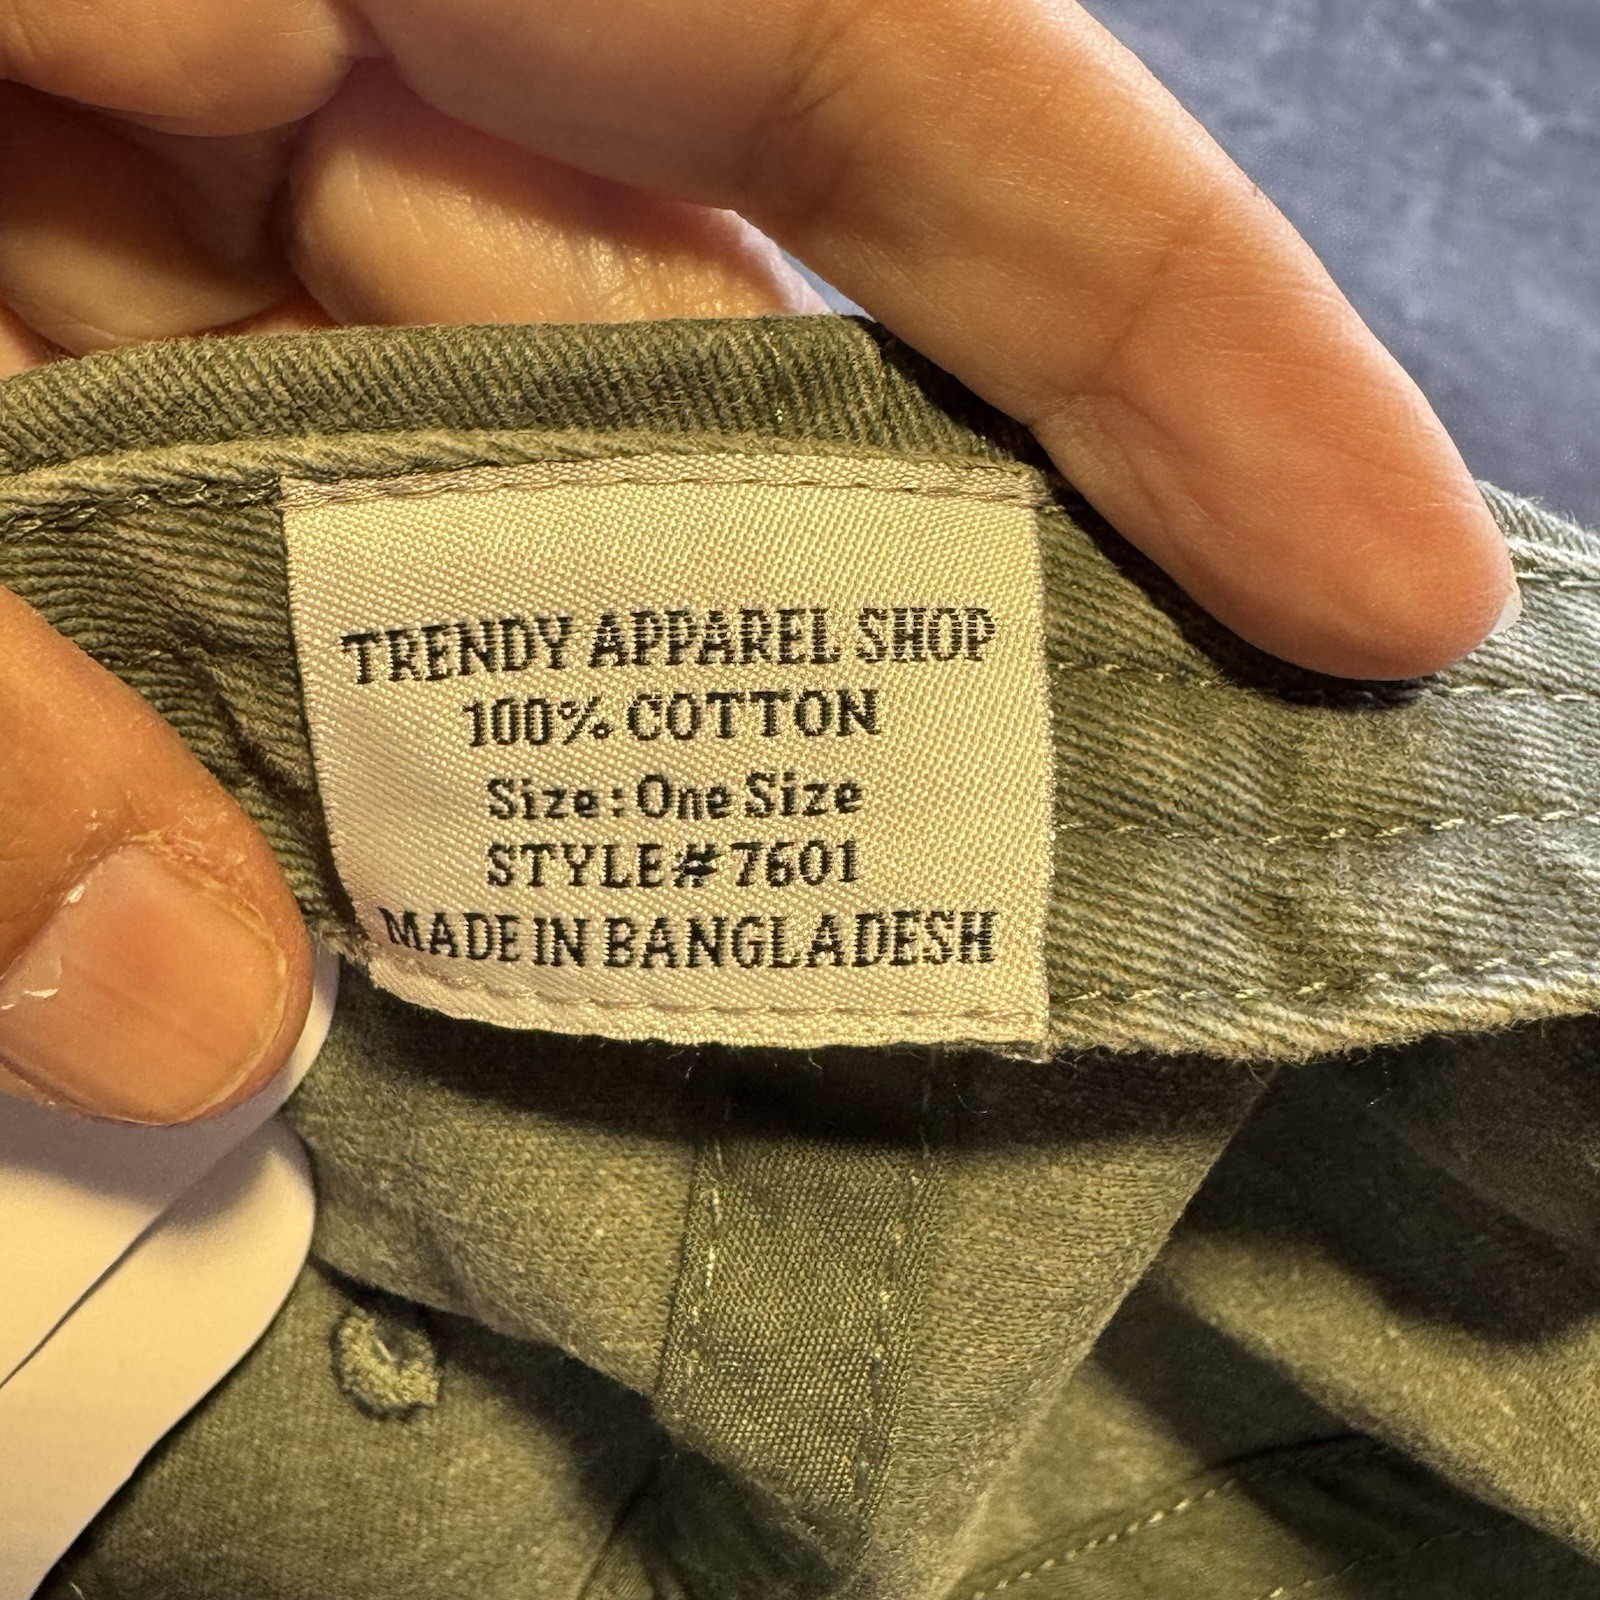 TRENDY APPAREL SHOP
100% COTTON
Size: One Size
STYLE# 7601
MADE IN BANGLADESH